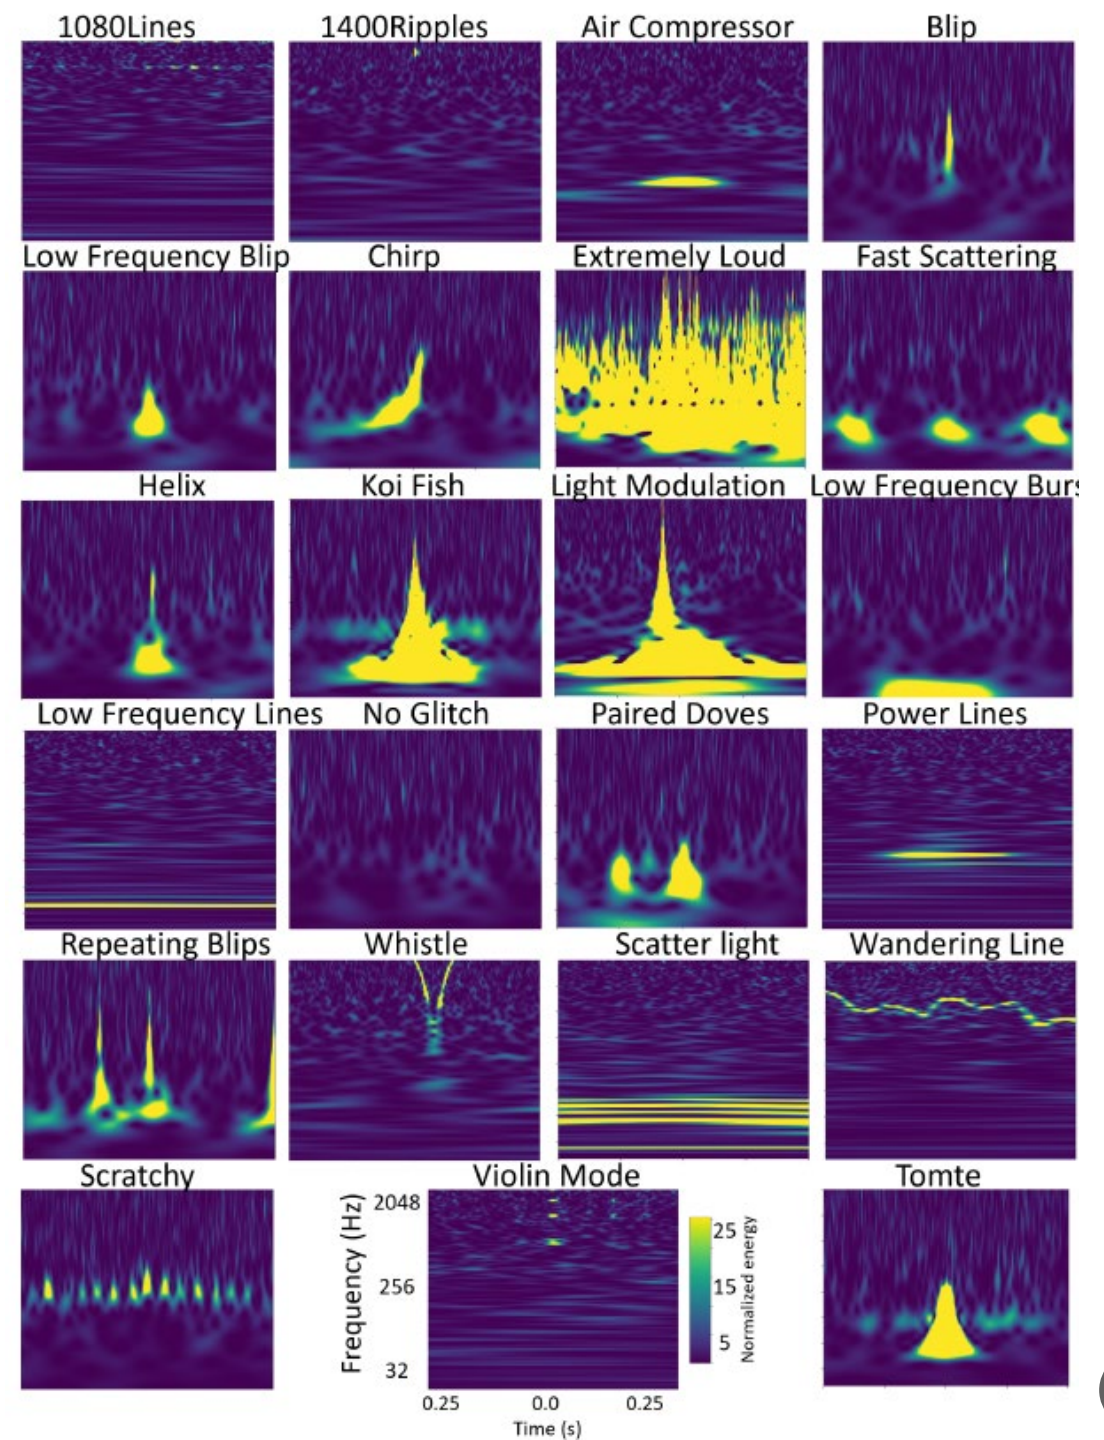 1080Lines
1400Ripples
Air Compressor
Blip
Low Frequency Blip
Chirp
Extremely Loud
Fast Scattering
Helix
Koi Fish
Light Modulation
Low Frequency Burs
Low Frequency Lines
No Glitch
Paired Doves
Power Lines
Repeating Blips
Whistle
Scatter light
Wandering Line
Scratchy
Violin Mode
Tomte
Frequency (Hz)
2048
256
32
0.25
0.0
0.25
Time (s)
25
15
5
Normalized energy